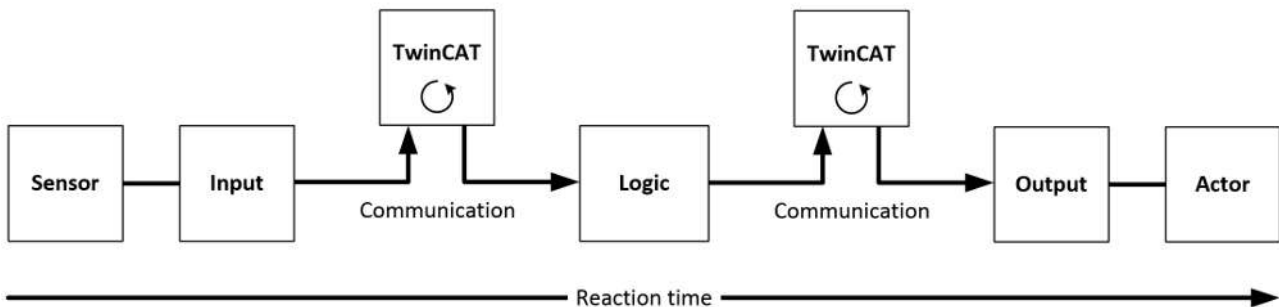 TwinCAT
TwinCAT
Sensor
Input
Communication
Logic
Communication
Output
Actor
Reaction time